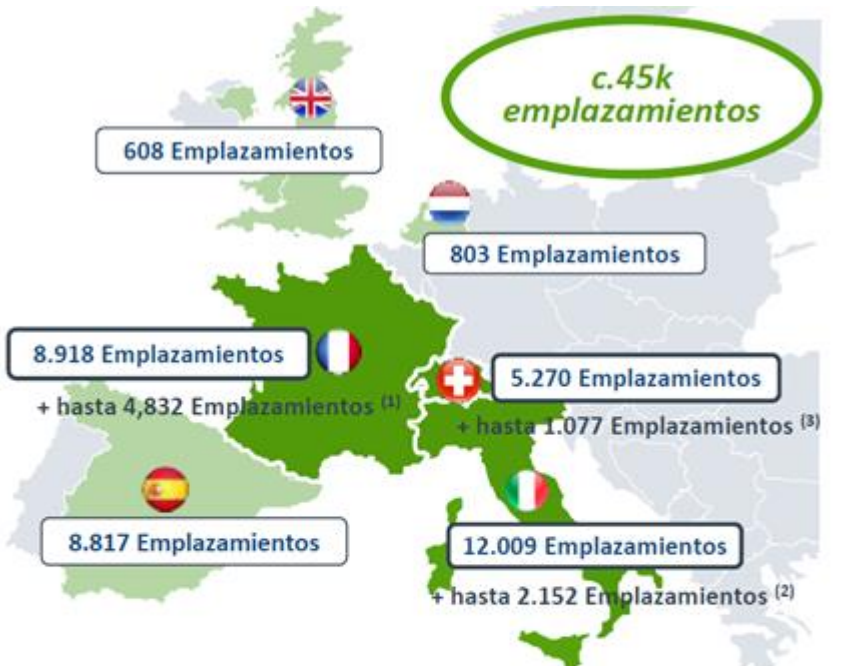 c.45k
emplazamientos
608 Emplazamientos
803 Emplazamientos
8.918 Emplazamientos
+ hasta 4,832 Emplazamientos (1)
5.270 Emplazamientos
+ hasta 1.077 Emplazamientos (3)
8.817 Emplazamientos
12.009 Emplazamientos
+ hasta 2.152 Emplazamientos (2)